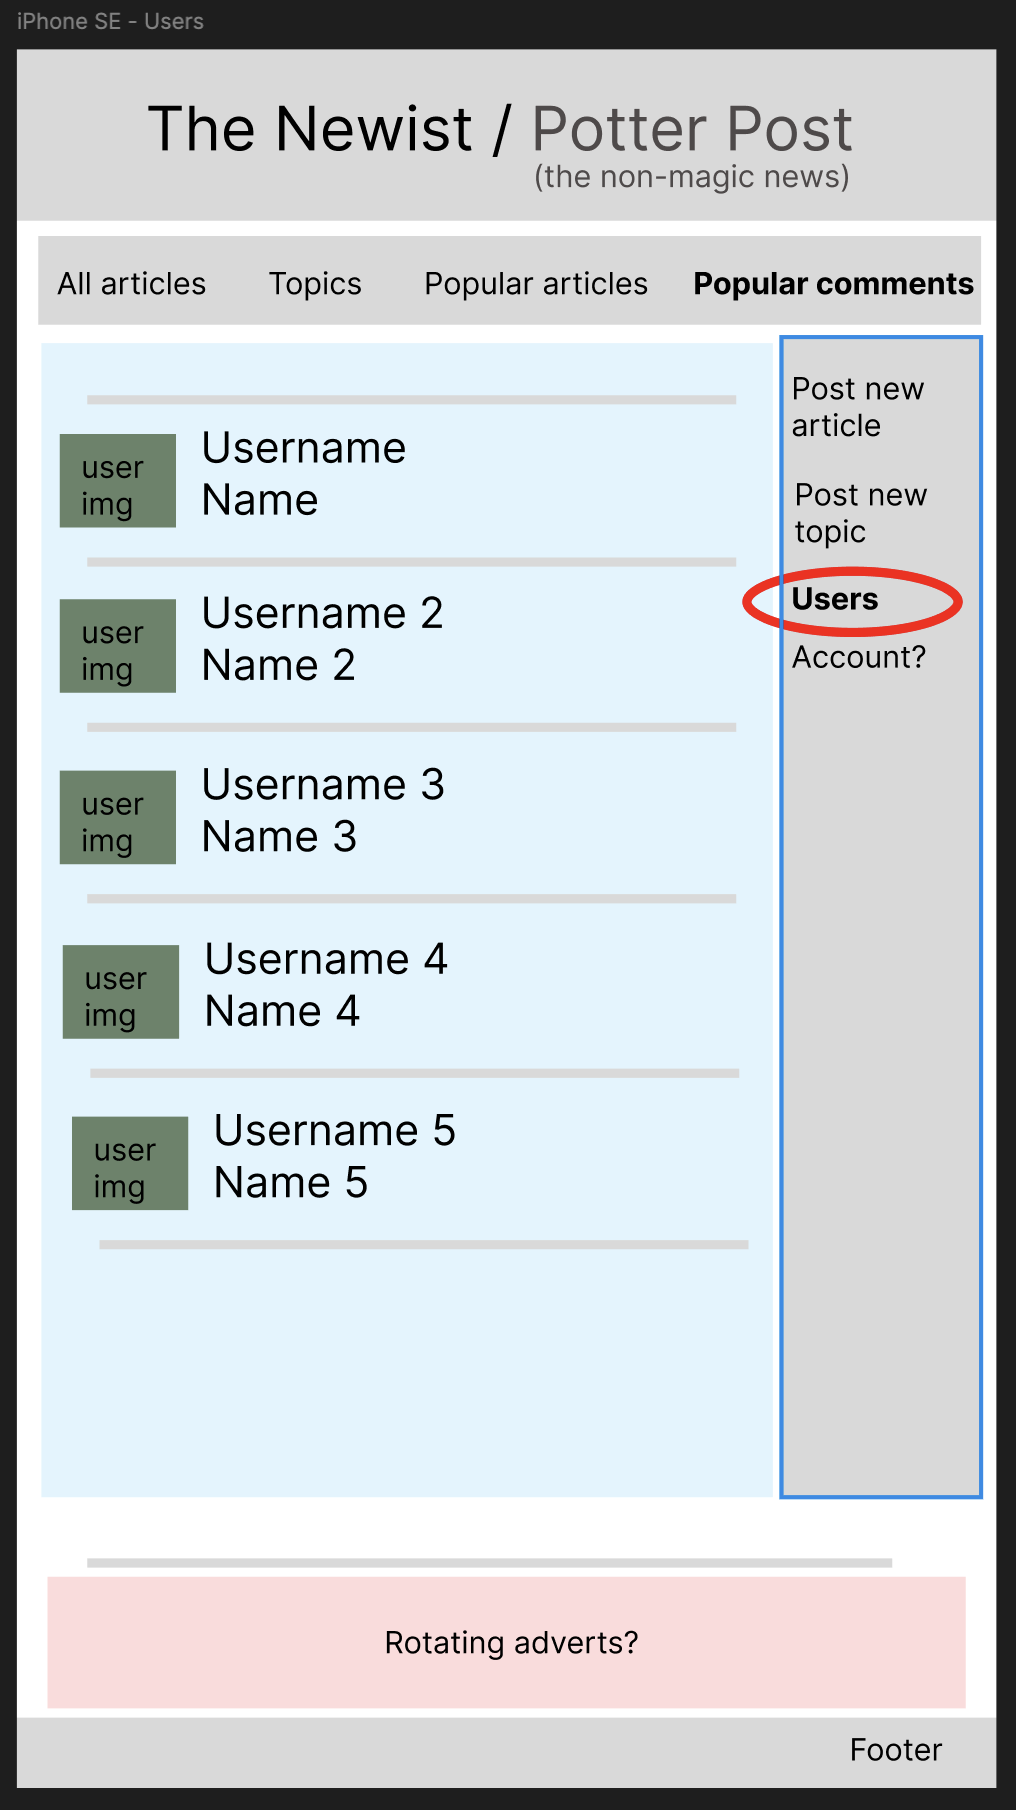 iPhone SE - Users
The Newist / Potter Post
(the non-magic news)
All articles Topics Popular articles Popular comments
Username
Name
user
img
Username 2
Name 2
user
img
Username 3
Name 3
user
img
Username 4
Name 4
user
img
Username 5
Name 5
user
img
Post new
article
Post new
topic
Users
Account?
Rotating adverts?
Footer